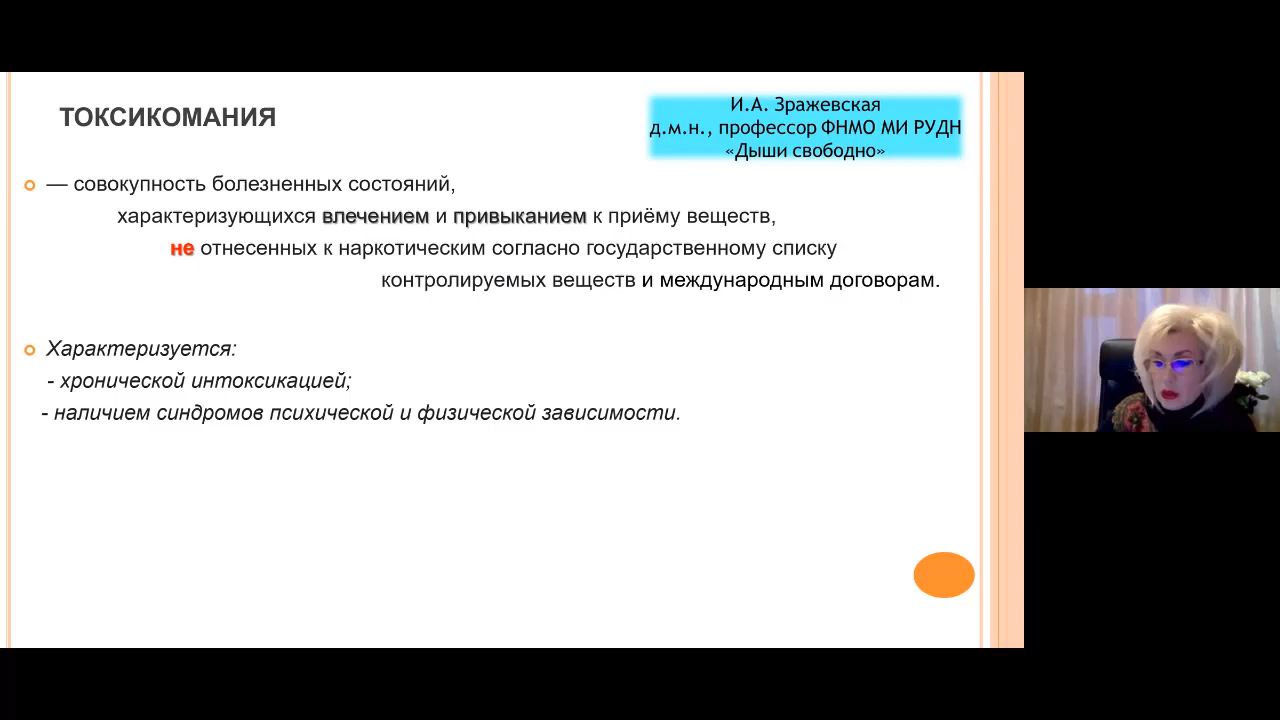 ТОКСИКОМАНИЯ
И.А. Зражевская
д.м.н., профессор ФНМО МИ РУДН
«Дыши свободно»
— совокупность болезненных состояний,
характеризующихся влечением и привыканием к приёму веществ,
не отнесенных к наркотическим согласно государственному списку
контролируемых веществ и международным договорам.
Характеризуется:
- хронической интоксикацией;
- наличием синдромов психической и физической зависимости.